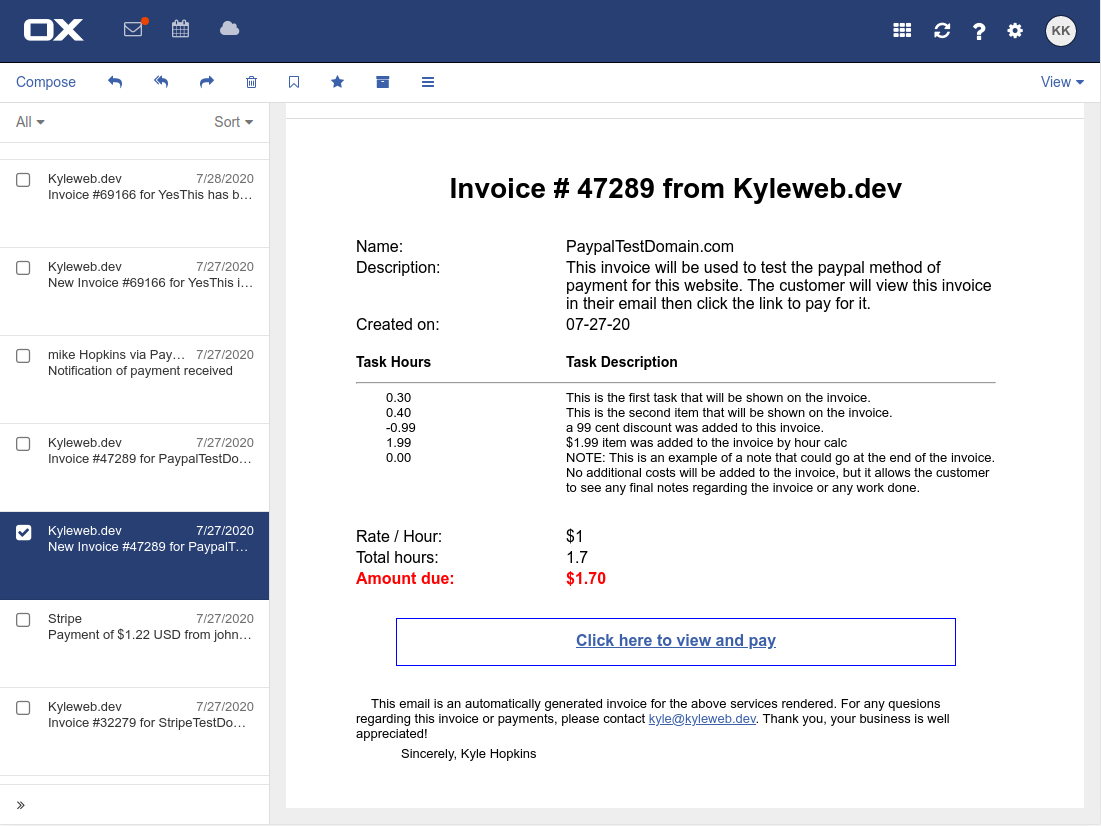 OX
KK
Compose
View
All
Sort
Kyleweb.dev 7/28/2020
Invoice #69166 for YesThis has b…
Kyleweb.dev 7/27/2020
New Invoice #69166 for YesThis i…
mike Hopkins via Pay… 7/27/2020
Notification of payment received
Kyleweb.dev 7/27/2020
Invoice #47289 for PaypalTestDo…
Kyleweb.dev 7/27/2020
New Invoice #47289 for PaypalT…
Stripe 7/27/2020
Payment of $1.22 USD from john…
Kyleweb.dev 7/27/2020
Invoice #32279 for StripeTestDo…
Invoice # 47289 from Kyleweb.dev
Name: PaypalTestDomain.com
Description: This invoice will be used to test the paypal method of
payment for this website. The customer will view this invoice
in their email then click the link to pay for it.
Created on: 07-27-20
Task Hours Task Description
0.30 This is the first task that will be shown on the invoice.
0.40 This is the second item that will be shown on the invoice.
-0.99 a 99 cent discount was added to this invoice.
1.99 $1.99 item was added to the invoice by hour calc
0.00 NOTE: This is an example of a note that could go at the end of the invoice.
No additional costs will be added to the invoice, but it allows the customer
to see any final notes regarding the invoice or any work done.
Rate / Hour: $1
Total hours: 1.7
Amount due: $1.70
Click here to view and pay
This email is an automatically generated invoice for the above services rendered. For any quesions
regarding this invoice or payments, please contact kyle@kyleweb.dev. Thank you, your business is well
appreciated!
Sincerely, Kyle Hopkins